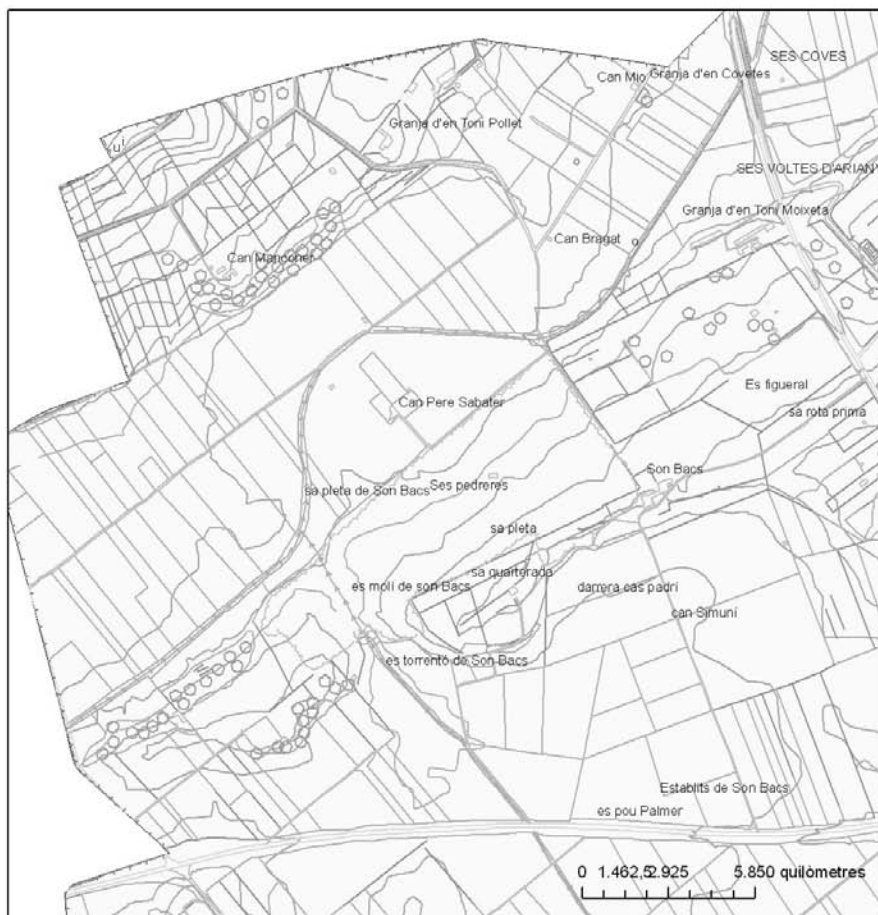 SES COVES
Can Mio
Granja d'en Covetes
Granja d'en Toni Pollet
SES VOLTES D'ARIANY
Granja d'en Toni Moixeta
Can Bragat
Can Manconer
Es figueral
Can Pere Sabater
sa rota prima
Son Bacs
sa pleta de Son Bacs
Ses pedreres
sa pleta
sa quarterada
es molí de son Bacs
darrera cas padrí
can Simuní
es torrentó de Son Bacs
Establits de Son Bacs
es pou Palmer
0 1.462,5 2.925 5.850 quilòmetres